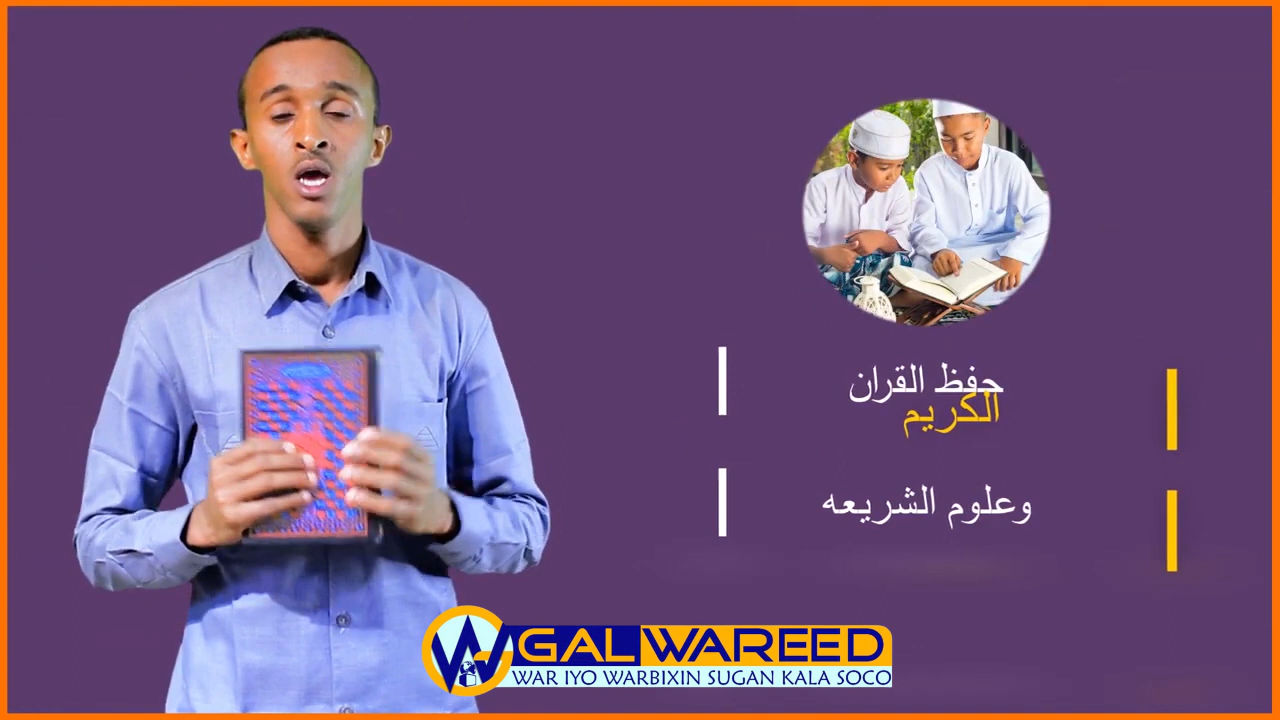 حفظ القران
الكريم
وعلوم الشريعه
GALWAREED
WAR IYO WARBIXIN SUGAN KALA SOCO